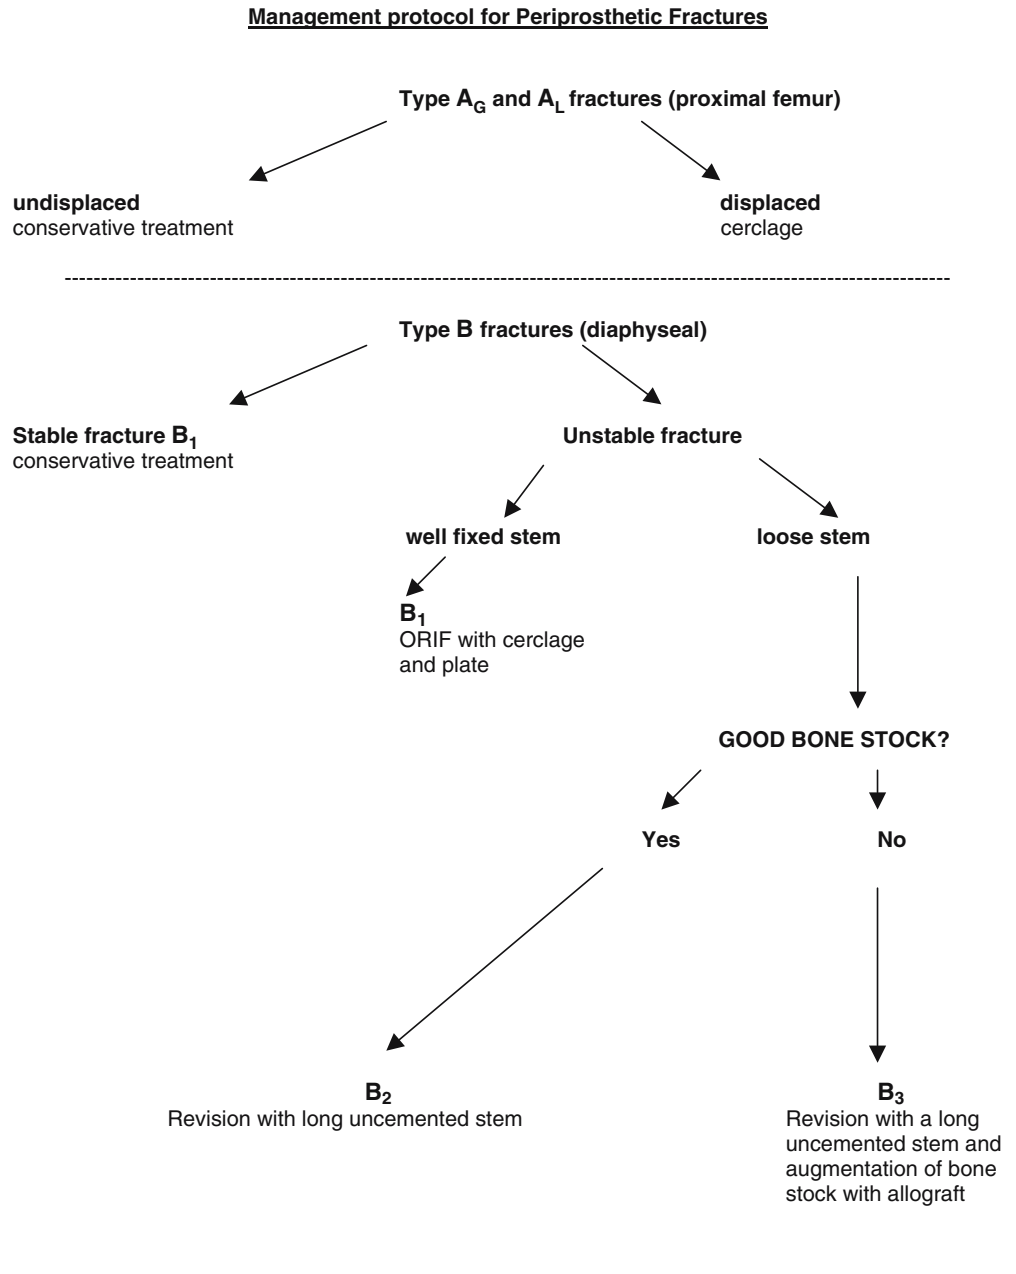 Management protocol for Periprosthetic Fractures
Type AG and AL fractures (proximal femur)
undisplaced
conservative treatment
displaced
cerclage
Type B fractures (diaphyseal)
Stable fracture B1
conservative treatment
Unstable fracture
well fixed stem
loose stem
B1
ORIF with cerclage
and plate
GOOD BONE STOCK?
Yes
No
B2
Revision with long uncemented stem
B3
Revision with a long
uncemented stem and
augmentation of bone
stock with allograft